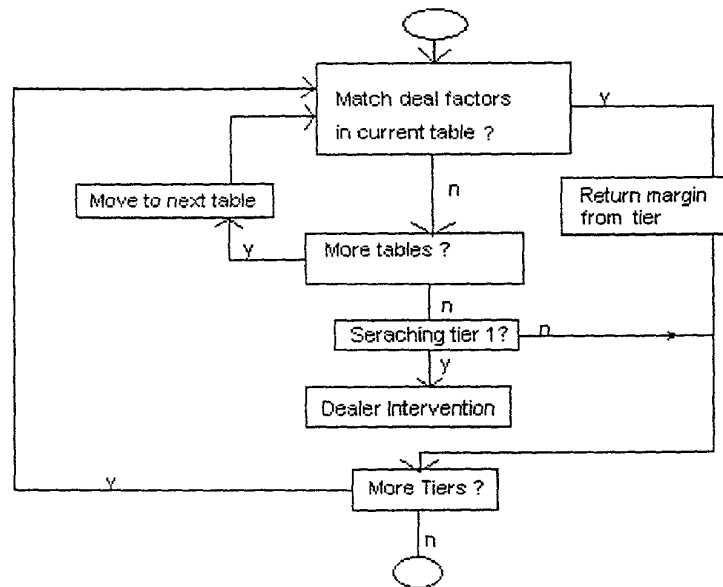 Match deal factors
in current table ?
y
n
Move to next table
Return margin
from tier
More tables ?
y
n
Seraching tier 1?
n
y
Dealer Intervention
More Tiers ?
y
n